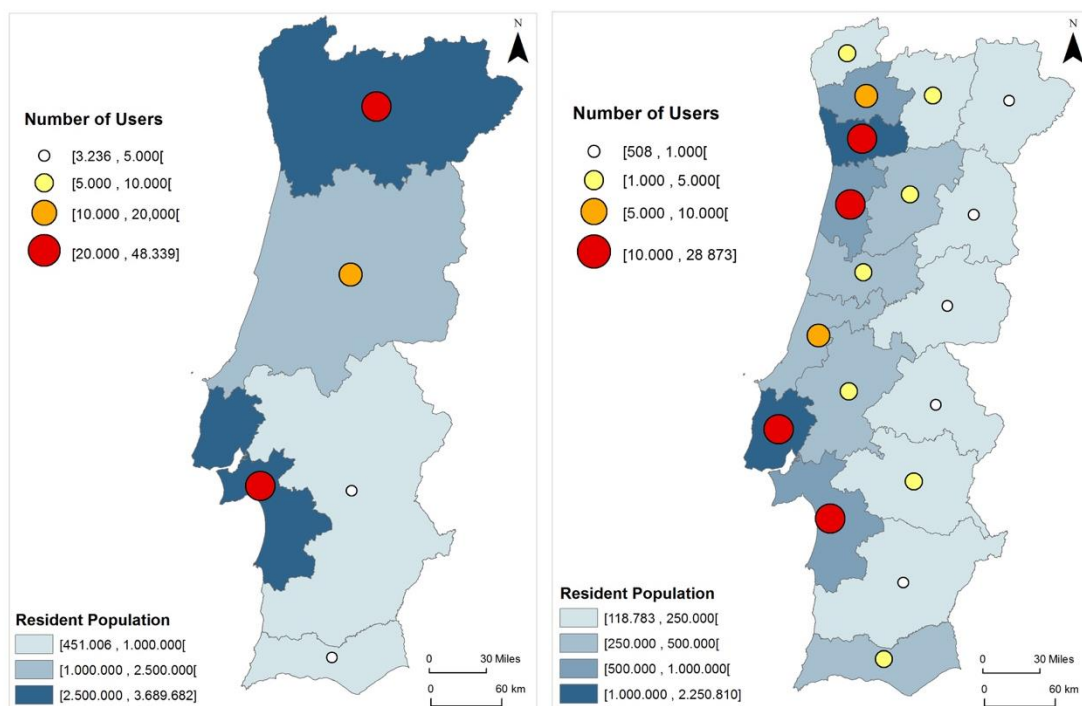 N
Number of Users
[3.236 , 5.000[
[5.000 , 10.000[
[10.000 , 20,000[
[20.000 , 48.339]
Resident Population
[451.006 , 1.000.000[
[1.000.000 , 2.500.000[
[2.500.000 , 3.689.682]
0 30 Miles
0 60 km
N
Number of Users
[508 , 1.000[
[1.000 , 5.000[
[5.000 , 10.000[
[10.000 , 28 873]
Resident Population
[118.783 , 250.000[
[250.000 , 500.000[
[500.000 , 1.000.000[
[1.000.000 , 2.250.810]
0 30 Miles
0 60 km